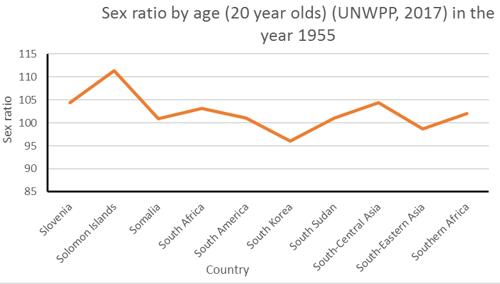 Sex ratio by age (20 year olds) (UNWPP, 2017) in the
year 1955
115
110
105
100
95
90
85
Sex ratio
Slovenia
Solomon Islands
Somalia
South Africa
South America
South Korea
South Sudan
South-Central Asia
South-Eastern Asia
Southern Africa
Country